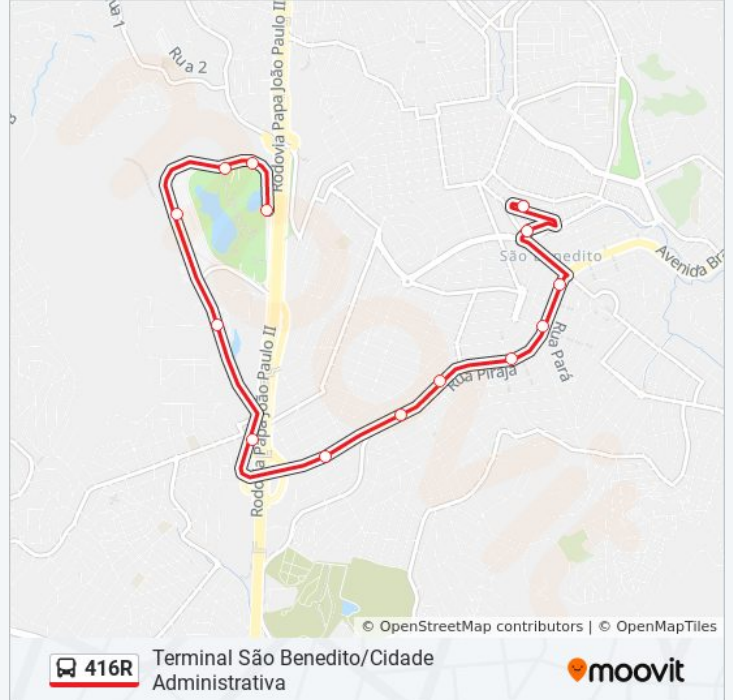 Rua 1
Rua 2
Rodovia Papa João Paulo II
São Benedito
Avenida Bra
Rodovia Papa João Paulo II
Rua Pará
Rua Pirajá
© OpenStreetMap contributors | © OpenMapTiles
416R
Terminal São Benedito/Cidade
Administrativa
moovit